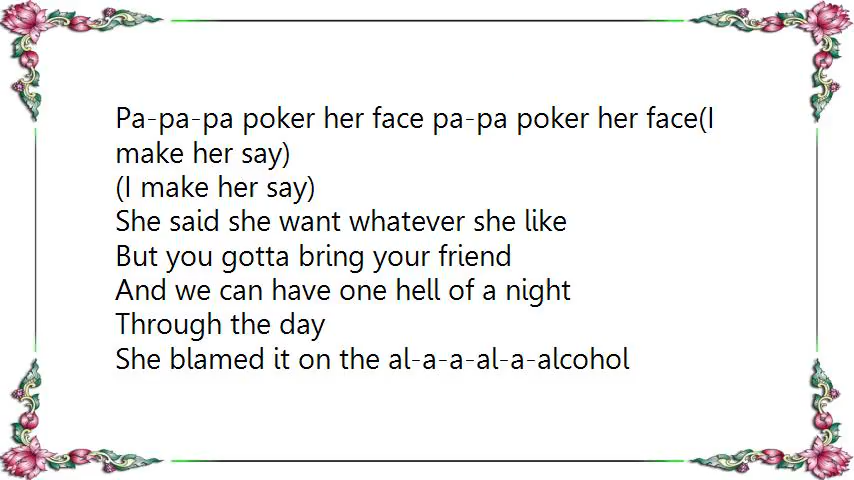 Pa-pa-pa poker her face pa-pa poker her face(I
make her say)
(I make her say)
She said she want whatever she like
But you gotta bring your friend
And we can have one hell of a night
Through the day
She blamed it on the al-a-a-al-a-alcohol